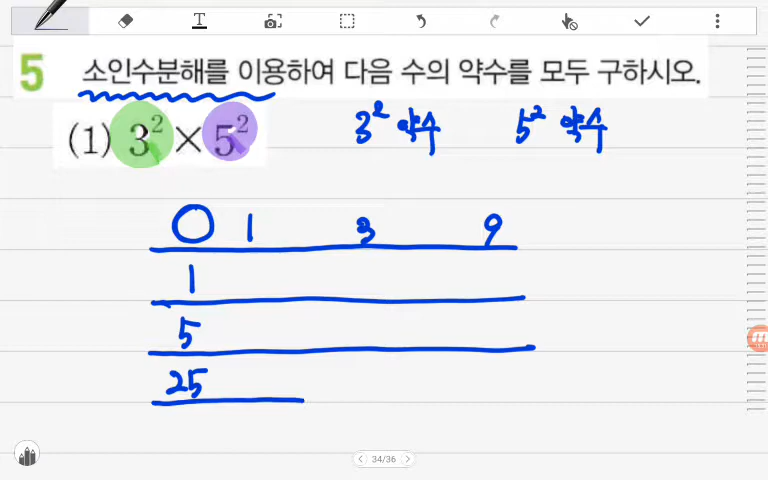 T
5 소인수분해를 이용하여 다음 수의 약수를 모두 구하시오.
(1) 3² × 5² 3² 약수 5² 약수
○ 1 3 9
1
5
25
34/36